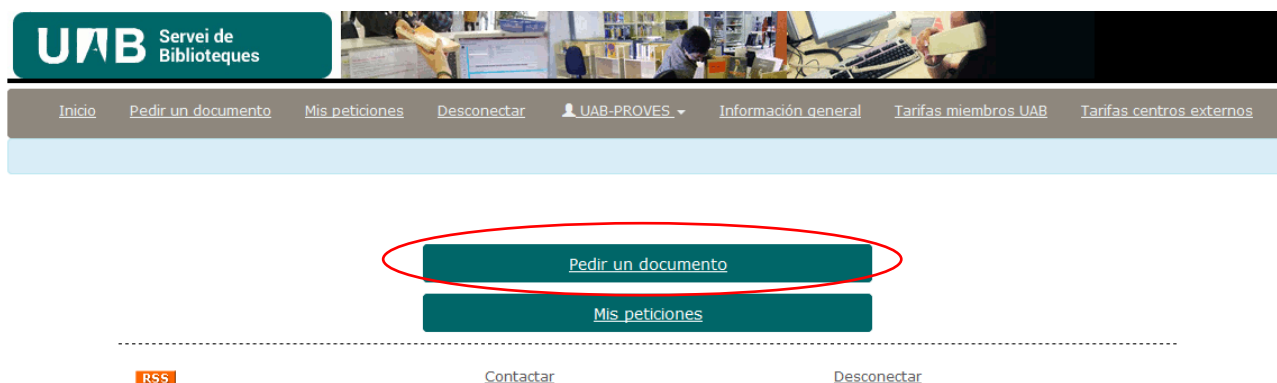 UAB Servei de
Biblioteques
Inicio Pedir un documento Mis peticiones Desconectar UAB-PROVES Información general Tarifas miembros UAB Tarifas centros externos
Pedir un documento
Mis peticiones
RSS Contactar Desconectar